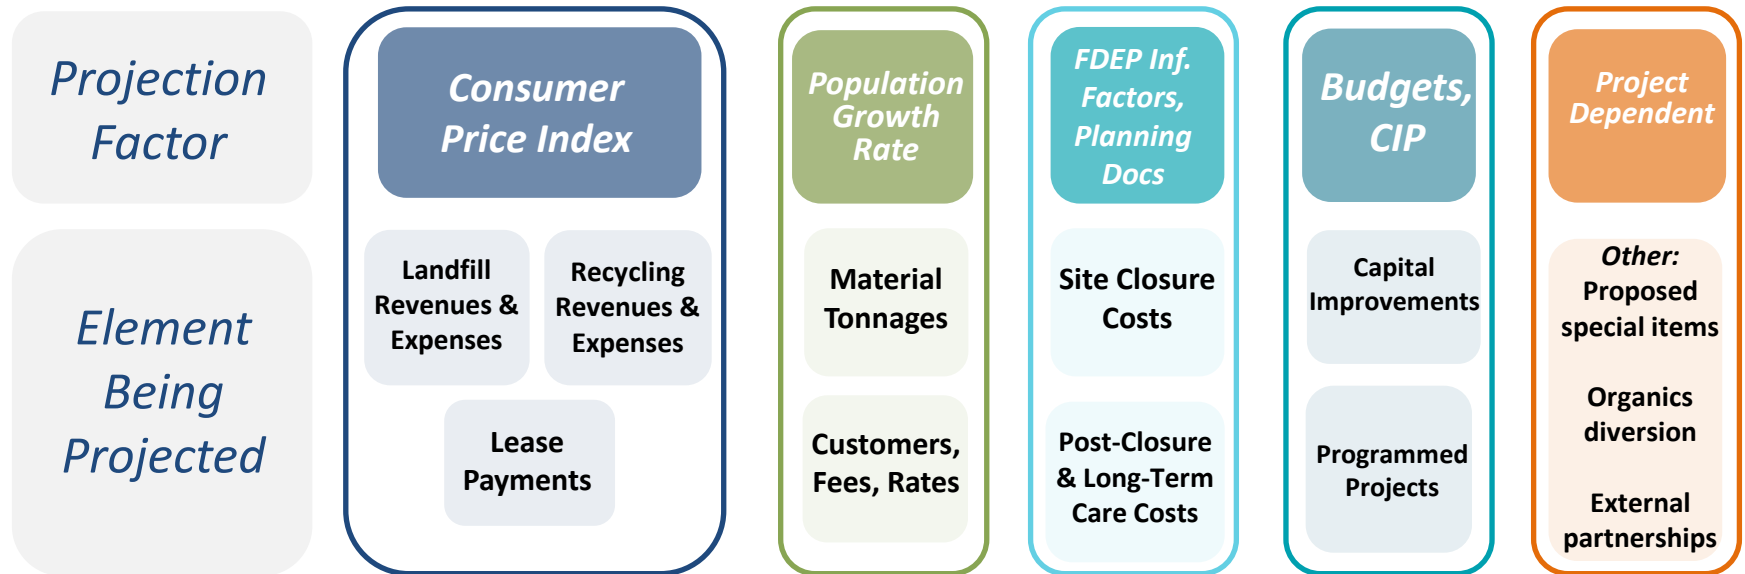 Projection
Factor
Consumer
Price Index
Population
Growth
Rate
FDEP Inf.
Factors,
Planning
Docs
Budgets,
CIP
Project
Dependent
Element
Being
Projected
Landfill
Revenues &
Expenses
Recycling
Revenues &
Expenses
Lease
Payments
Material
Tonnages
Customers,
Fees, Rates
Site Closure
Costs
Post-Closure
& Long-Term
Care Costs
Capital
Improvements
Programmed
Projects
Other:
Proposed
special items
Organics
diversion
External
partnerships